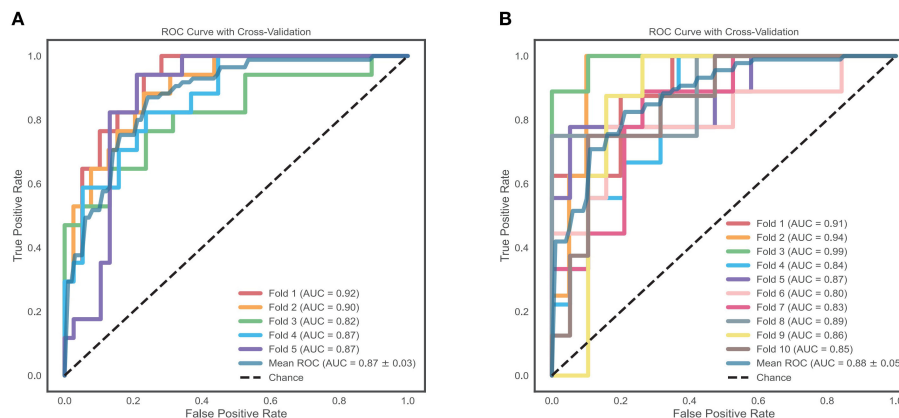 A
ROC Curve with Cross-Validation
1.0
0.8
0.6
0.4
0.2
0.0
True Positive Rate
Fold 1 (AUC = 0.92)
Fold 2 (AUC = 0.90)
Fold 3 (AUC = 0.82)
Fold 4 (AUC = 0.87)
Fold 5 (AUC = 0.87)
Mean ROC (AUC = 0.87 ± 0.03)
Chance
0.0 0.2 0.4 0.6 0.8 1.0
False Positive Rate
B
ROC Curve with Cross-Validation
1.0
0.8
0.6
0.4
0.2
0.0
True Positive Rate
Fold 1 (AUC = 0.91)
Fold 2 (AUC = 0.94)
Fold 3 (AUC = 0.99)
Fold 4 (AUC = 0.84)
Fold 5 (AUC = 0.87)
Fold 6 (AUC = 0.80)
Fold 7 (AUC = 0.83)
Fold 8 (AUC = 0.89)
Fold 9 (AUC = 0.86)
Fold 10 (AUC = 0.85)
Mean ROC (AUC = 0.88 ± 0.05
Chance
0.0 0.2 0.4 0.6 0.8 1.0
False Positive Rate